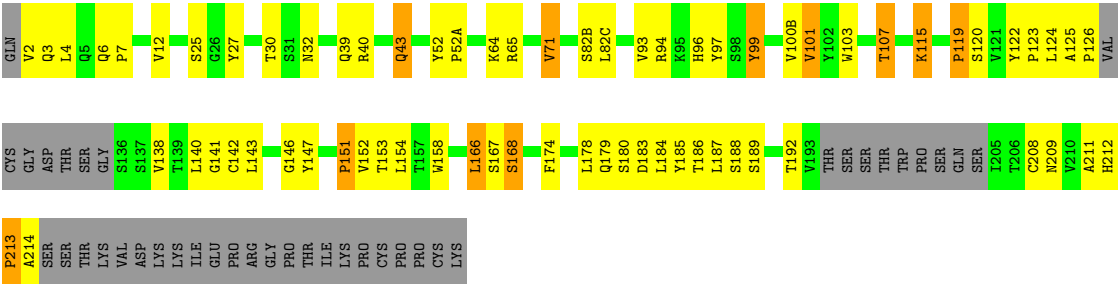 GLN V2 Q3 L4 Q5 Q6 P7 V12 S25 G26 Y27 T30 S31 N32 Q39 R40 Q43 Y52 P52A K64 R65 V71 S82B L82C V93 R94 K95 H96 Y97 S98 Y99 V100B V101 Y102 W103 T107 K115 P119 S120 V121 Y122 P123 L124 A125 P126 VAL
CYS GLY ASP THR SER GLY S136 S137 V138 T139 L140 G141 C142 L143 G146 Y147 P151 V152 T153 L154 T157 W158 L166 S167 S168 F174 L178 Q179 S180 D183 L184 Y185 T186 L187 S188 S189 T192 V193 THR SER SER THR TRP PRO SER GLN SER I205 T206 C208 N209 V210 A211 H212
P213 A214 SER SER THR LYS VAL ASP LYS LYS ILE GLU PRO ARG GLY PRO THR ILE LYS PRO CYS PRO PRO CYS LYS